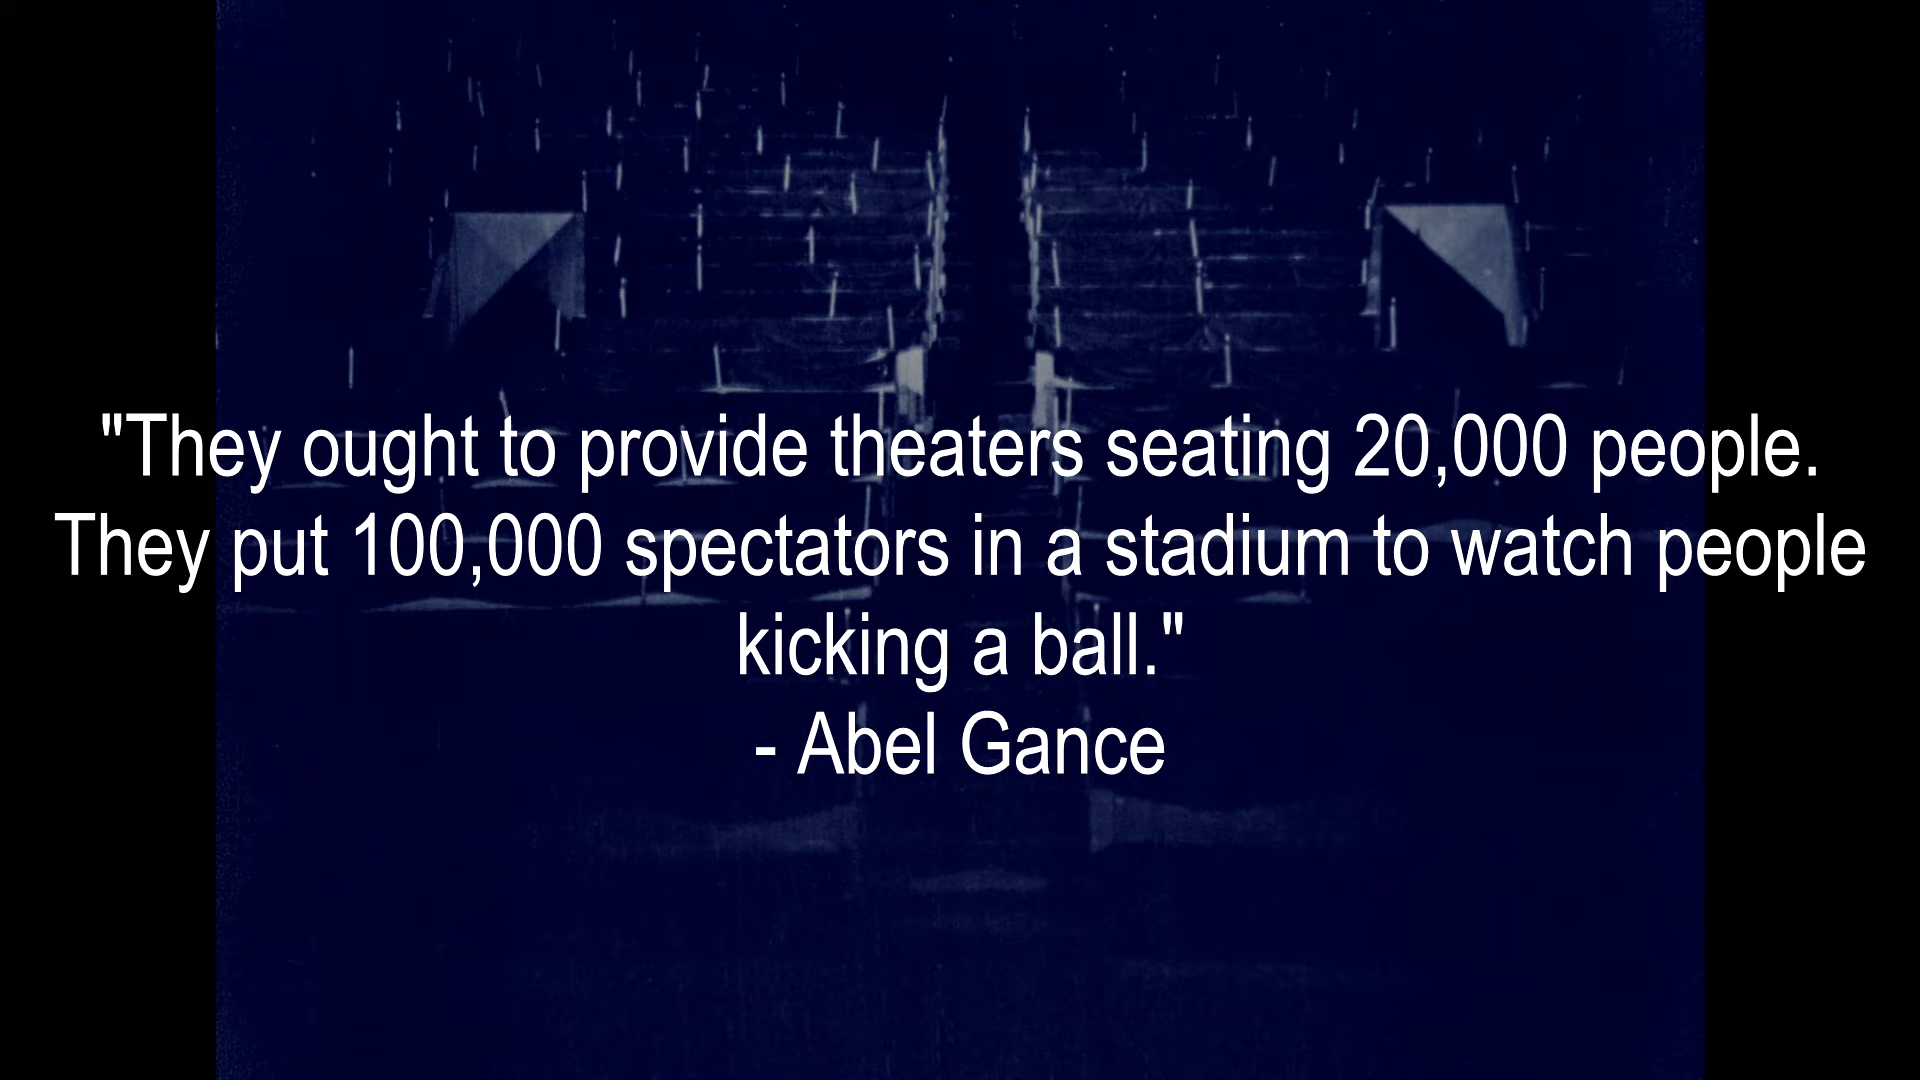 "They ought to provide theaters seating 20,000 people.
They put 100,000 spectators in a stadium to watch people
kicking a ball."
- Abel Gance